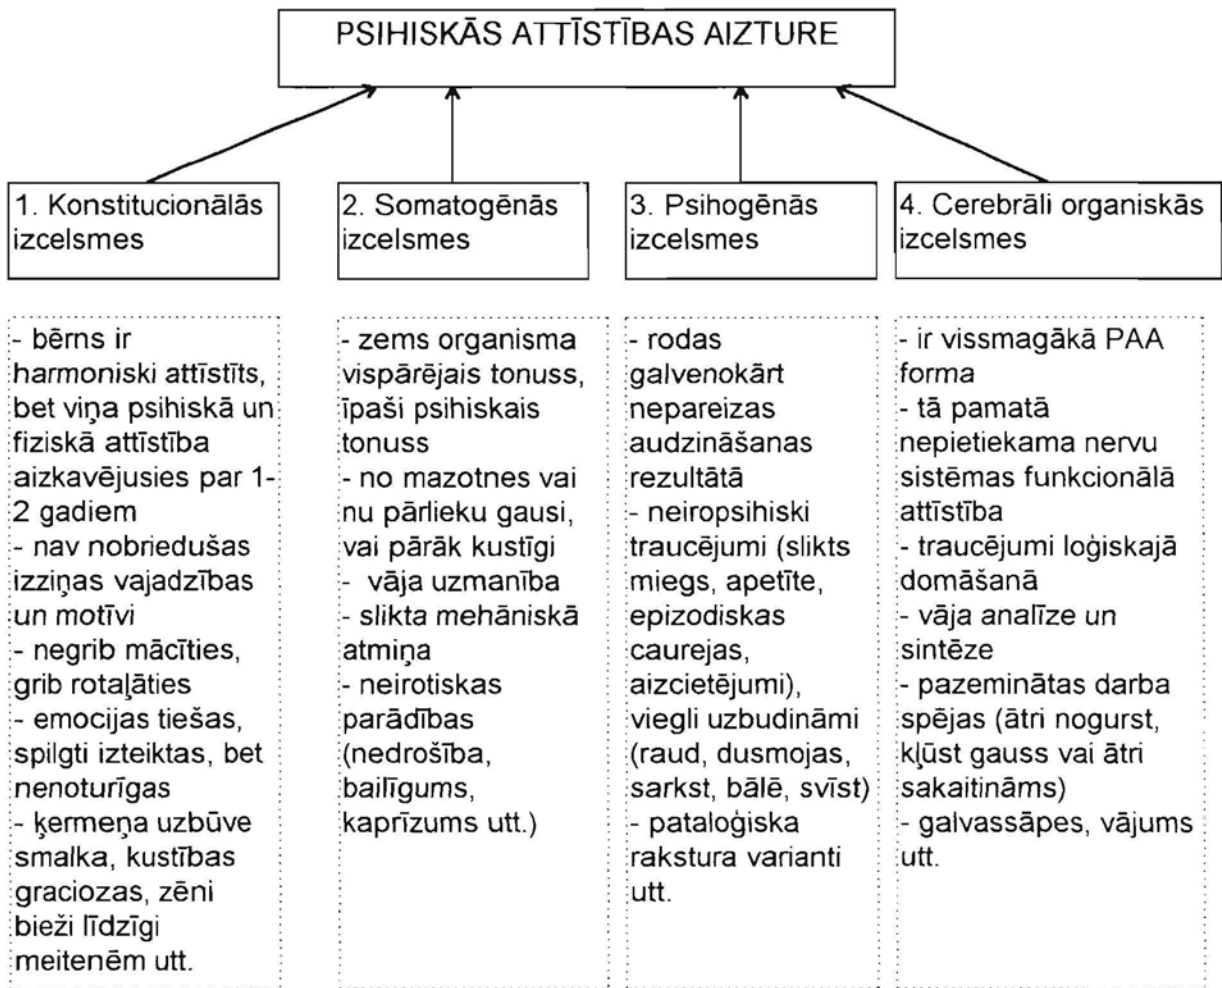 PSIHISKĀS ATTĪSTĪBAS AIZTURE
1. Konstitucionālās
izcelsmes
2. Somatogēnās
izcelsmes
3. Psihogēnās
izcelsmes
4. Cerebrāli organiskās
izcelsmes
- bērns ir
harmoniski attīstīts,
bet viņa psihiskā un
fiziskā attīstība
aizkavējusies par 1-
2 gadiem
- nav nobriedušas
izziņas vajadzības
un motīvi
- negrib mācīties,
grib rotaļāties
- emocijas tiešas,
spilgti izteiktas, bet
nenoturīgas
- ķermeņa uzbūve
smalka, kustības
graciozas, zēni
bieži līdzīgi
meitenēm utt.
- zems organisma
vispārējais tonuss,
īpaši psihiskais
tonuss
- no mazotnes vai
nu pārlieku gausi,
vai pārāk kustīgi
- vāja uzmanība
- slikta mehāniskā
atmiņa
- neirotiskas
parādības
(nedrošība,
bailīgums,
kaprīzums utt.)
- rodas
galvenokārt
nepareizas
audzināšanas
rezultātā
- neiropsihiski
traucējumi (slikts
miegs, apetīte,
epizodiskas
caurejas,
aizcietējumi),
viegli uzbudināmi
(raud, dusmojas,
sarkst, bālē, svīst)
- pataloģiska
rakstura varianti
utt.
- ir vissmagākā PAA
forma
- tā pamatā
nepietiekama nervu
sistēmas funkcionālā
attīstība
- traucējumi loģiskajā
domāšanā
- vāja analīze un
sintēze
- pazeminātas darba
spējas (ātri nogurst,
kļūst gauss vai ātri
sakaitināms)
- galvassāpes, vājums
utt.